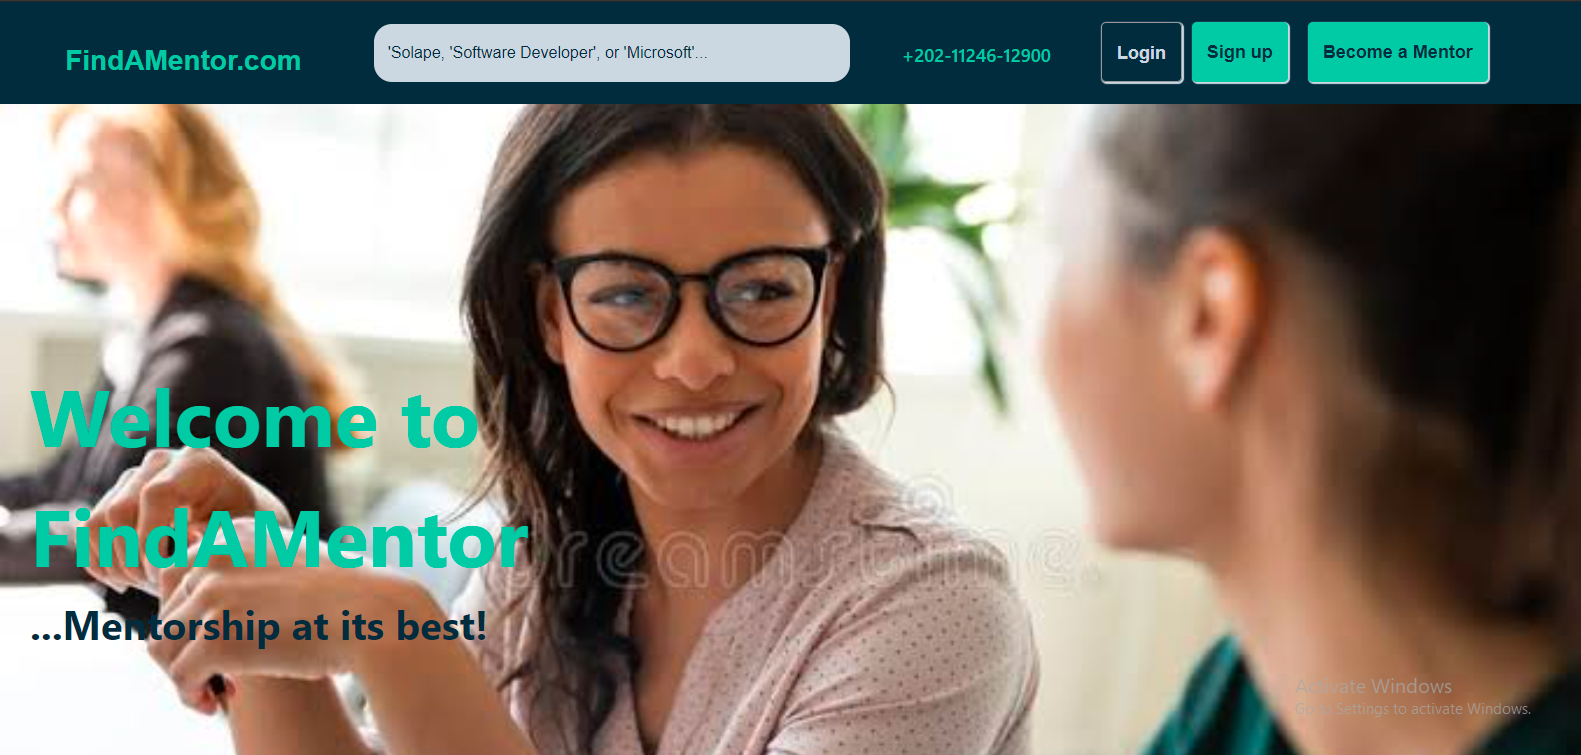 FindAMentor.com
'Solape, 'Software Developer', or 'Microsoft'...
+202-11246-12900
Login
Sign up
Become a Mentor
Welcome to
FindAMentor
...Mentorship at its best!
dreamstime.
Activate Windows
Go to Settings to activate Windows.